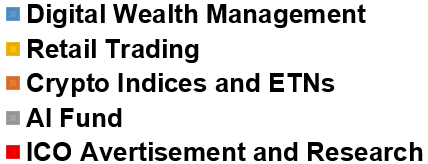 Digital Wealth Management
Retail Trading
Crypto Indices and ETNs
AI Fund
ICO Avertisement and Research